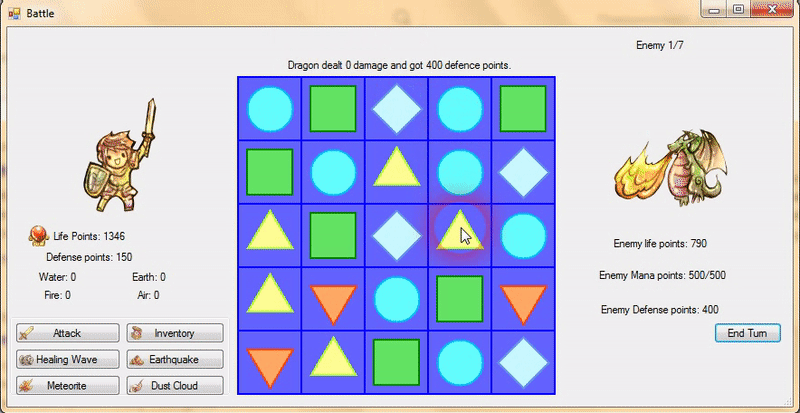 Battle
Enemy 1/7
Dragon dealt 0 damage and got 400 defence points.
Life Points: 1346
Defense points: 150
Water: 0 Earth: 0
Fire: 0 Air: 0
Attack Inventory
Healing Wave Earthquake
Meteorite Dust Cloud
Enemy life points: 790
Enemy Mana points: 500/500
Enemy Defense points: 400
End Turn